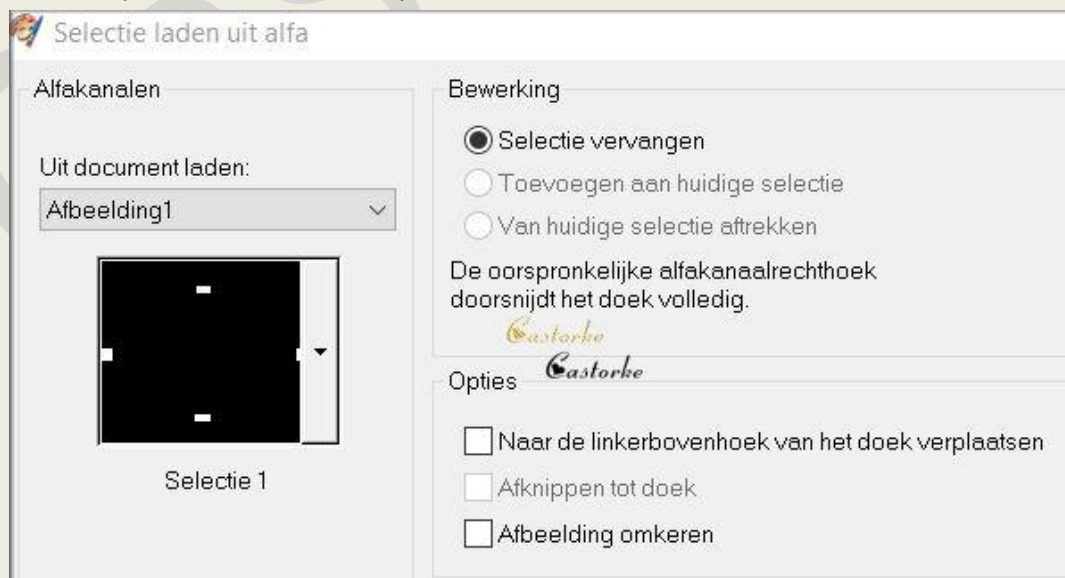 Selectie laden uit alfa
Alfakanalen
Uit document laden:
Afbeelding1
Selectie 1
Bewerking
Selectie vervangen
Toevoegen aan huidige selectie
Van huidige selectie aftrekken
De oorspronkelijke alfakanaalrechthoek
doorsnijdt het doek volledig.
Castorke
Castorke
Opties
Naar de linkerbovenhoek van het doek verplaatsen
Afknippen tot doek
Afbeelding omkeren